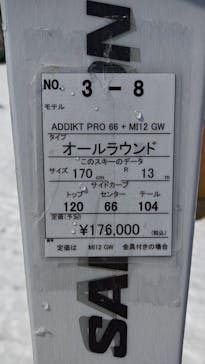 NO. 3 - 8
モデル
ADDIKT PRO 66 + MI12 GW
タイプ
オールラウンド
このスキーのデータ
サイズ 170 cm R 13 m
サイドカーブ
トップ センター テール
120 66 104
定価(予価)
¥176,000 (税込)
定価は MI12 GW 金具付きの場合
SALOMON